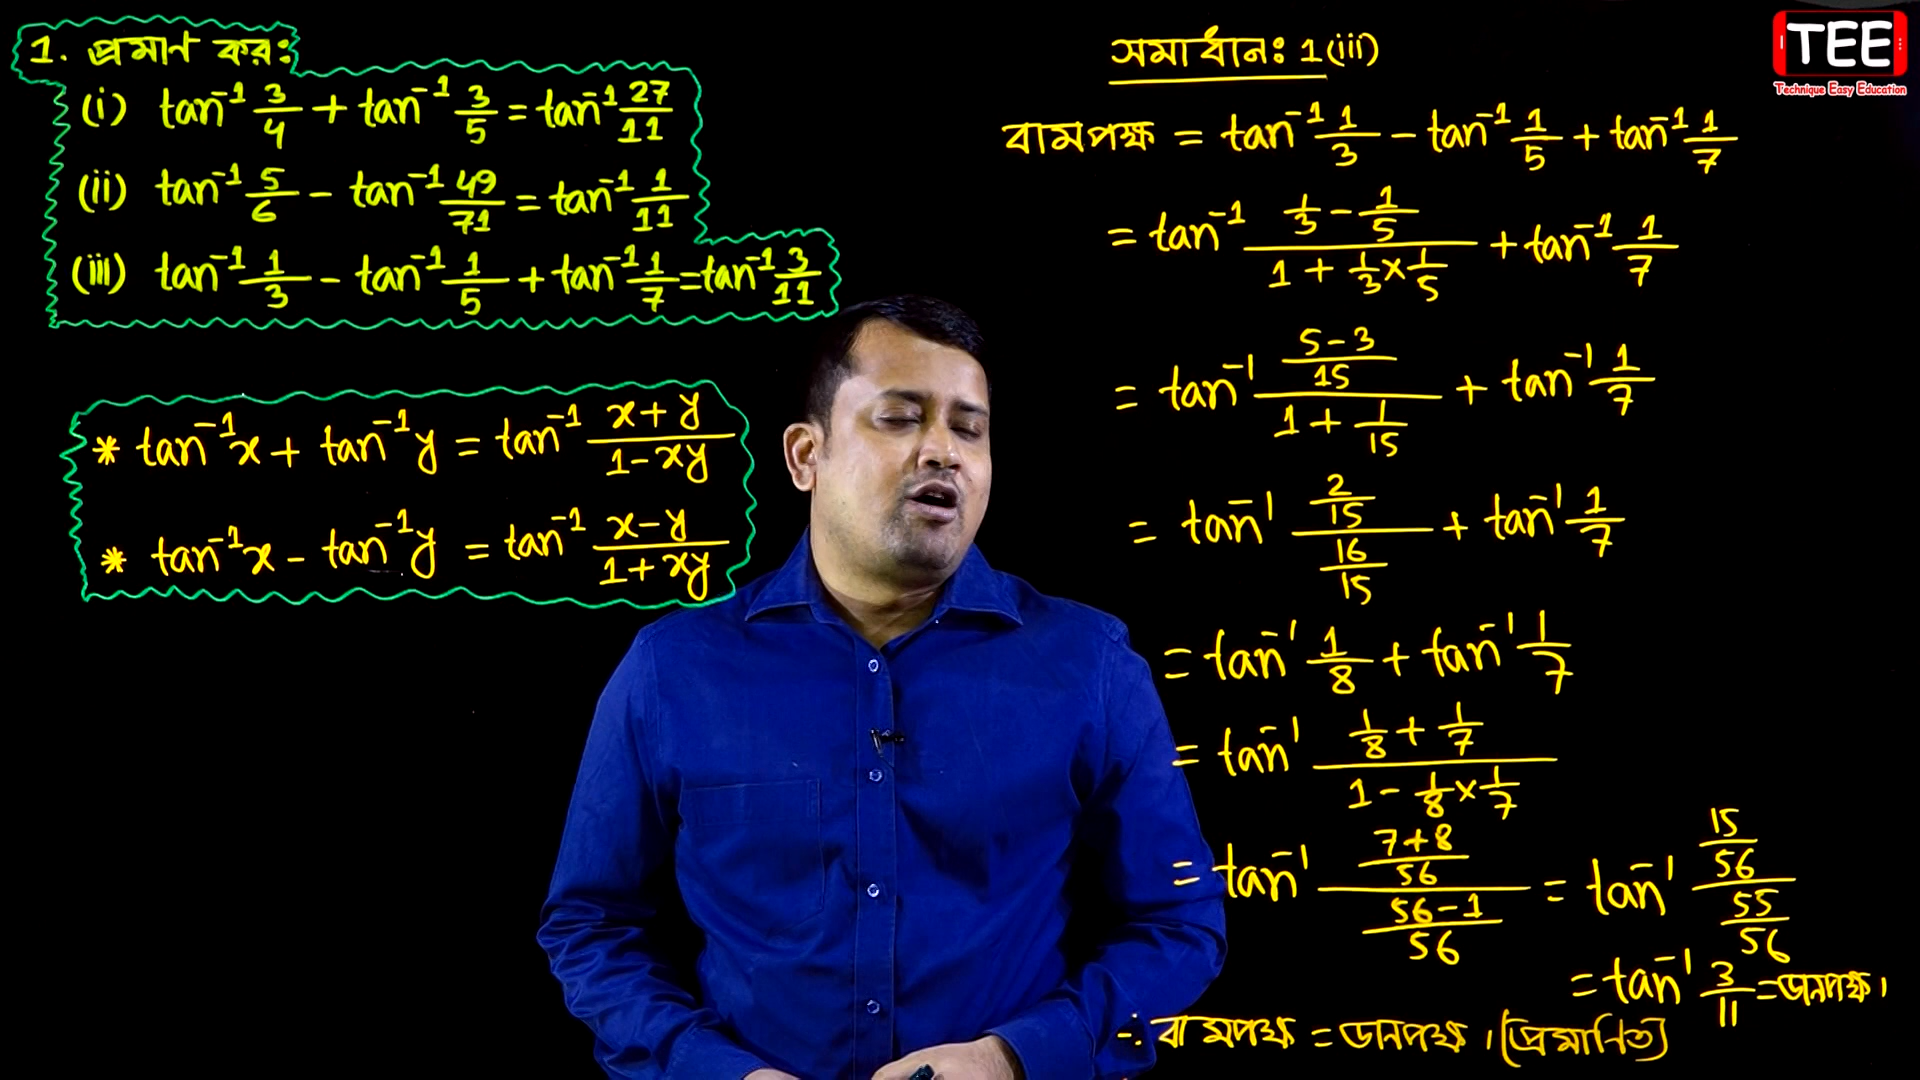 1. প্রমাণ কর:
(i) tan⁻¹ 3/4 + tan⁻¹ 3/5 = tan⁻¹ 27/11
(ii) tan⁻¹ 5/6 − tan⁻¹ 49/71 = tan⁻¹ 1/11
(iii) tan⁻¹ 1/3 − tan⁻¹ 1/5 + tan⁻¹ 1/7 = tan⁻¹ 3/11
* tan⁻¹x + tan⁻¹y = tan⁻¹ (x+y)/(1−xy)
* tan⁻¹x − tan⁻¹y = tan⁻¹ (x−y)/(1+xy)
সমাধান: 1(iii)
বামপক্ষ = tan⁻¹ 1/3 − tan⁻¹ 1/5 + tan⁻¹ 1/7
= tan⁻¹ (1/3 − 1/5)/(1 + 1/3 × 1/5) + tan⁻¹ 1/7
= tan⁻¹ ((5−3)/15)/(1 + 1/15) + tan⁻¹ 1/7
= tan⁻¹ (2/15)/(16/15) + tan⁻¹ 1/7
= tan⁻¹ 1/8 + tan⁻¹ 1/7
= tan⁻¹ (1/8 + 1/7)/(1 − 1/8 × 1/7)
= tan⁻¹ ((7+8)/56)/((56−1)/56) = tan⁻¹ (15/56)/(55/56)
= tan⁻¹ 3/11 = ডানপক্ষ।
∴ বামপক্ষ = ডানপক্ষ। (প্রমাণিত)
TEE
Technique Easy Education